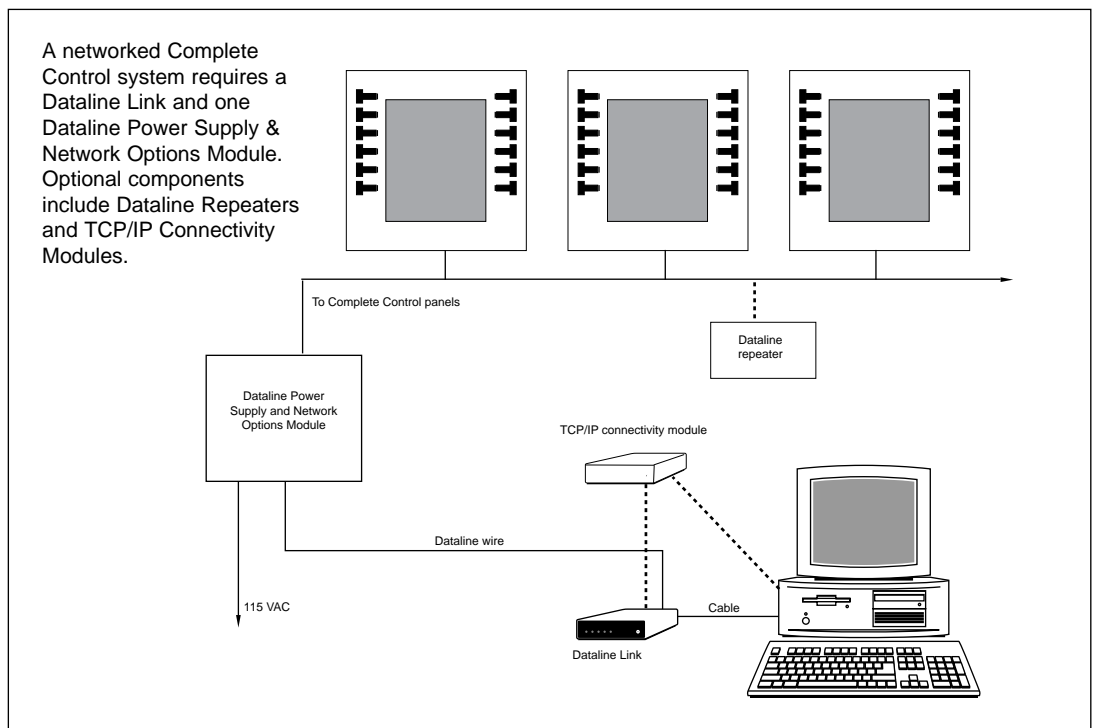 A networked Complete
Control system requires a
Dataline Link and one
Dataline Power Supply &
Network Options Module.
Optional components
include Dataline Repeaters
and TCP/IP Connectivity
Modules.
To Complete Control panels
Dataline
repeater
Dataline Power
Supply and Network
Options Module
TCP/IP connectivity module
Dataline wire
115 VAC
Cable
Dataline Link